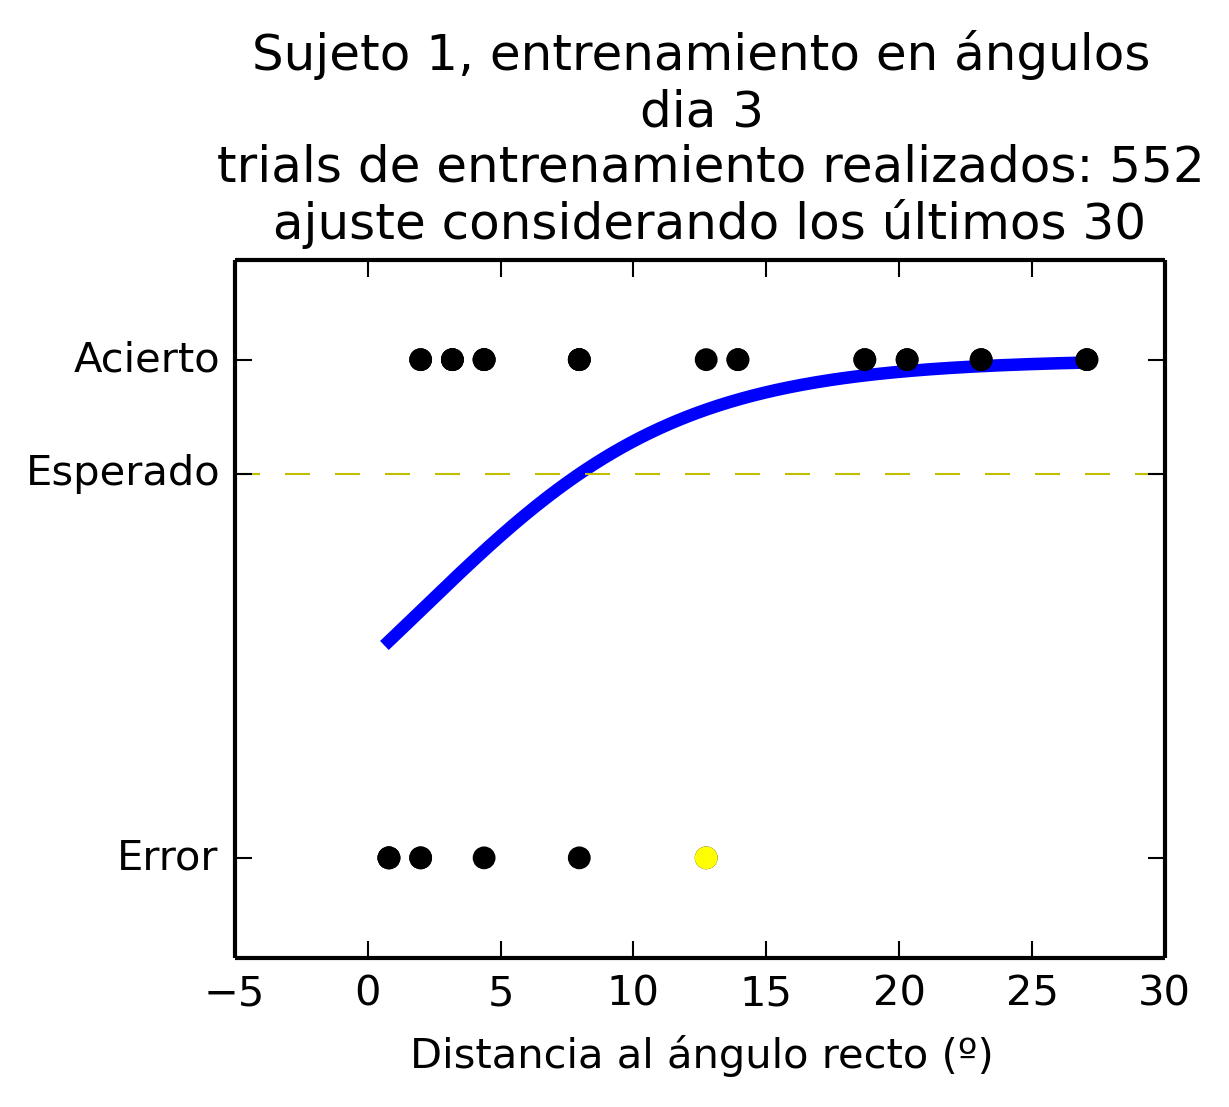 Sujeto 1, entrenamiento en ángulos
dia 3
trials de entrenamiento realizados: 552
ajuste considerando los últimos 30
Acierto
Esperado
Error
−5 0 5 10 15 20 25 30
Distancia al ángulo recto (º)